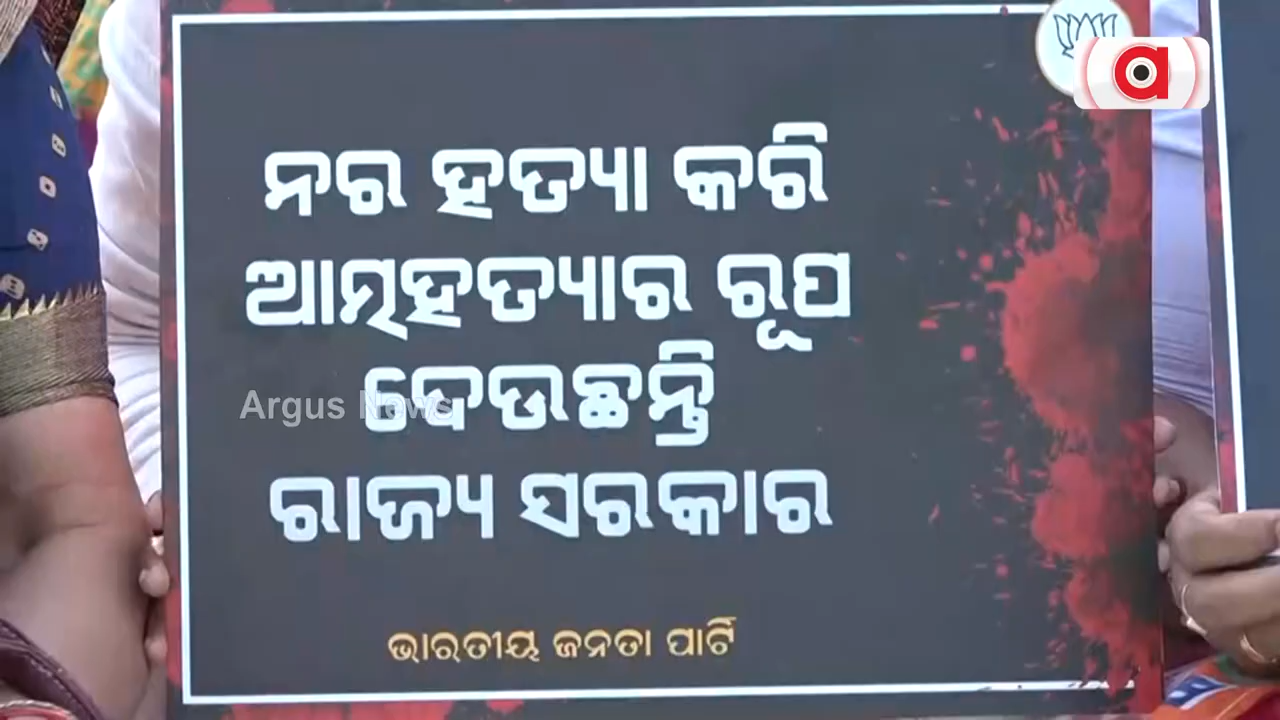 ନର ହତ୍ୟା କରି
ଆତ୍ମହତ୍ୟାର ରୂପ
ଦେଉଛନ୍ତି
Argus News
ରାଜ୍ୟ ସରକାର
ଭାରତୀୟ ଜନତା ପାର୍ଟି